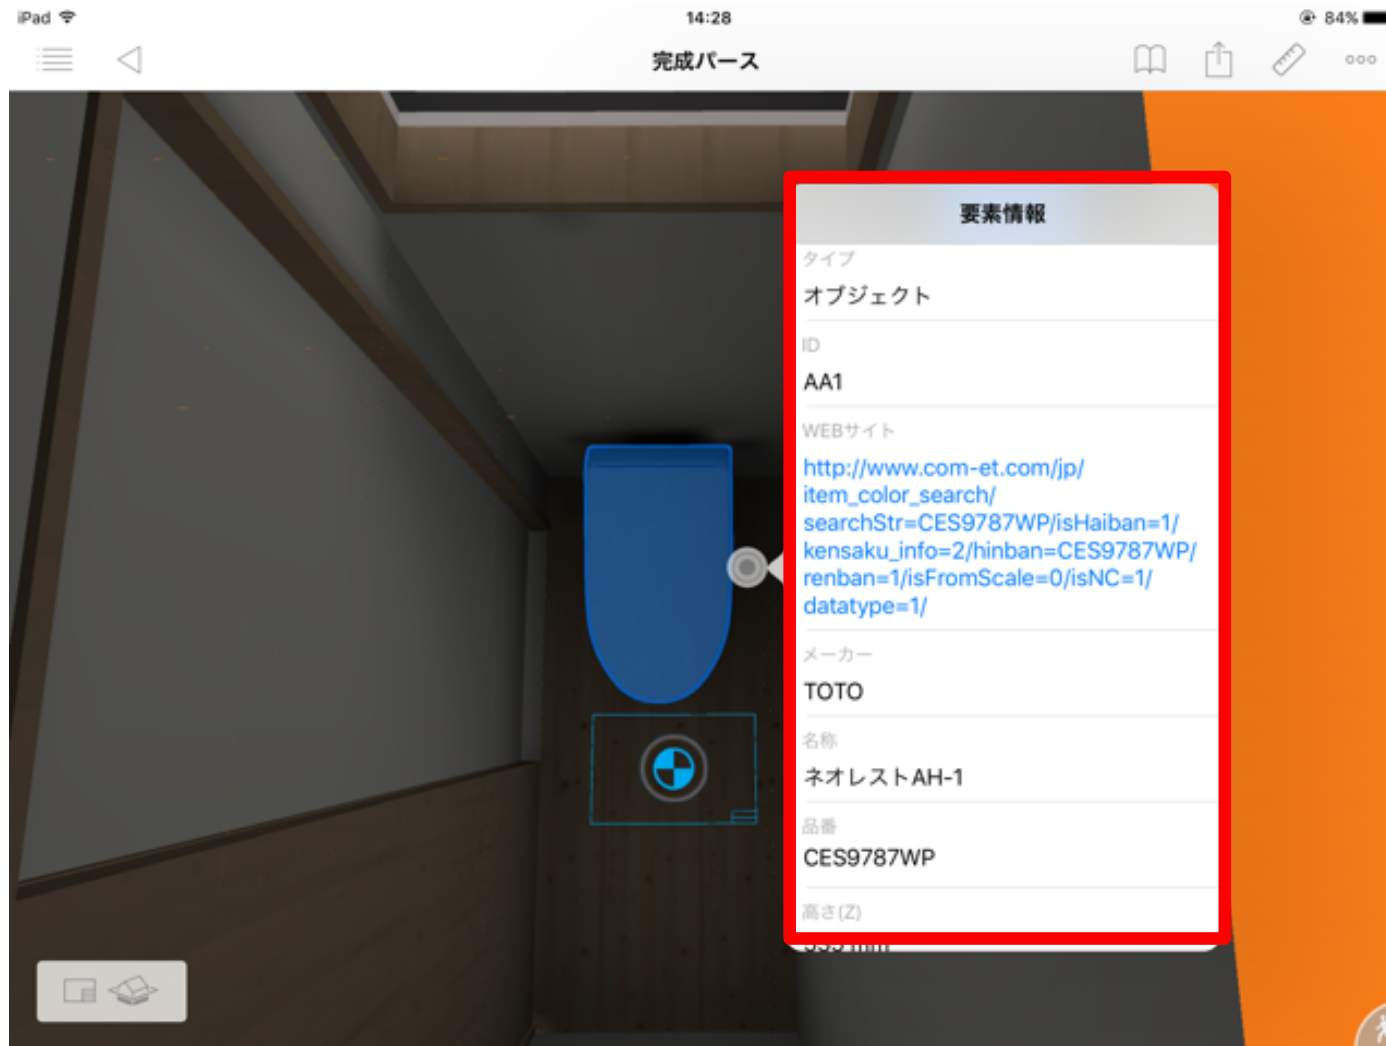 iPad
14:28
84%
完成パース
要素情報
タイプ
オブジェクト
ID
AA1
WEBサイト
http://www.com-et.com/jp/
item_color_search/
searchStr=CES9787WP/isHaiban=1/
kensaku_info=2/hinban=CES9787WP/
renban=1/isFromScale=0/isNC=1/
datatype=1/
メーカー
TOTO
名称
ネオレストAH-1
品番
CES9787WP
高さ(Z)
mm